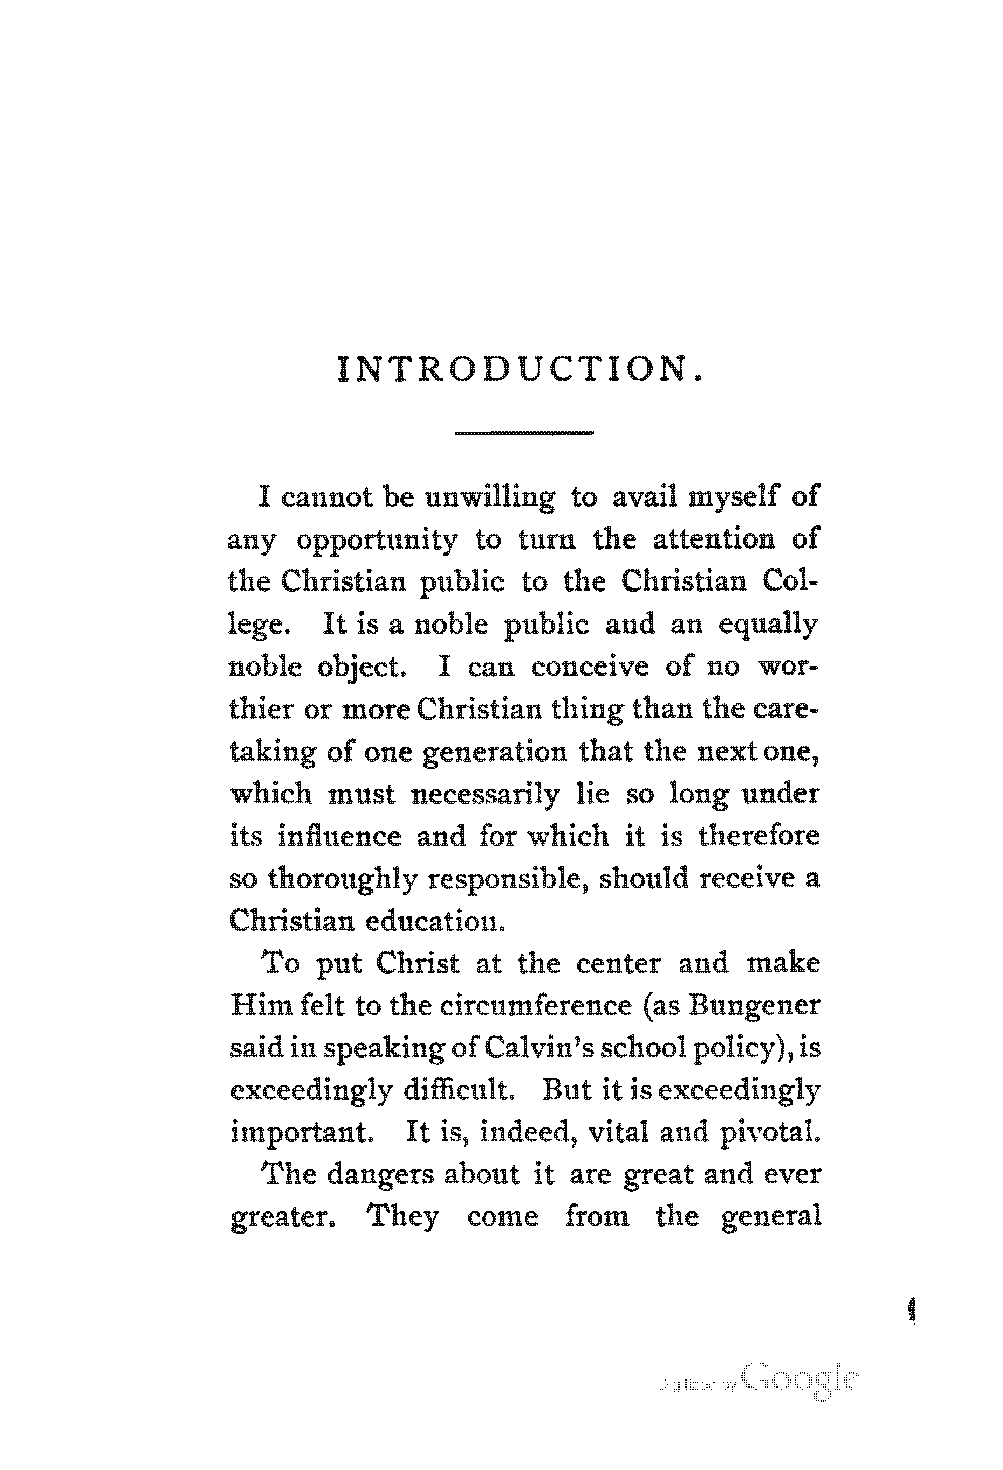 INTRODUCTION.
I cannot be unwilling to avail myself of
any opportunity to turn the attention of
the Christian public to the Christian Col-
lege. It is a noble public and an equally
noble object. I can conceive of no wor-
thier or more Christian thing than the care-
taking of one generation that the next one,
which must necessarily lie so long under
its influence and for which it is therefore
so thoroughly responsible, should receive a
Christian education.
To put Christ at the center and make
Him felt to the circumference (as Bungener
said in speaking of Calvin's school policy), is
exceedingly difficult. But it is exceedingly
important. It is, indeed, vital and pivotal.
The dangers about it are great and ever
greater. They come from the general
Digitized by Google